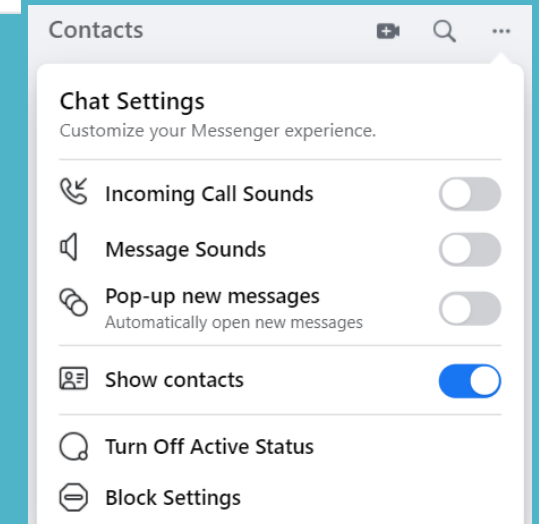 Contacts
Chat Settings
Customize your Messenger experience.
Incoming Call Sounds
Message Sounds
Pop-up new messages
Automatically open new messages
Show contacts
Turn Off Active Status
Block Settings